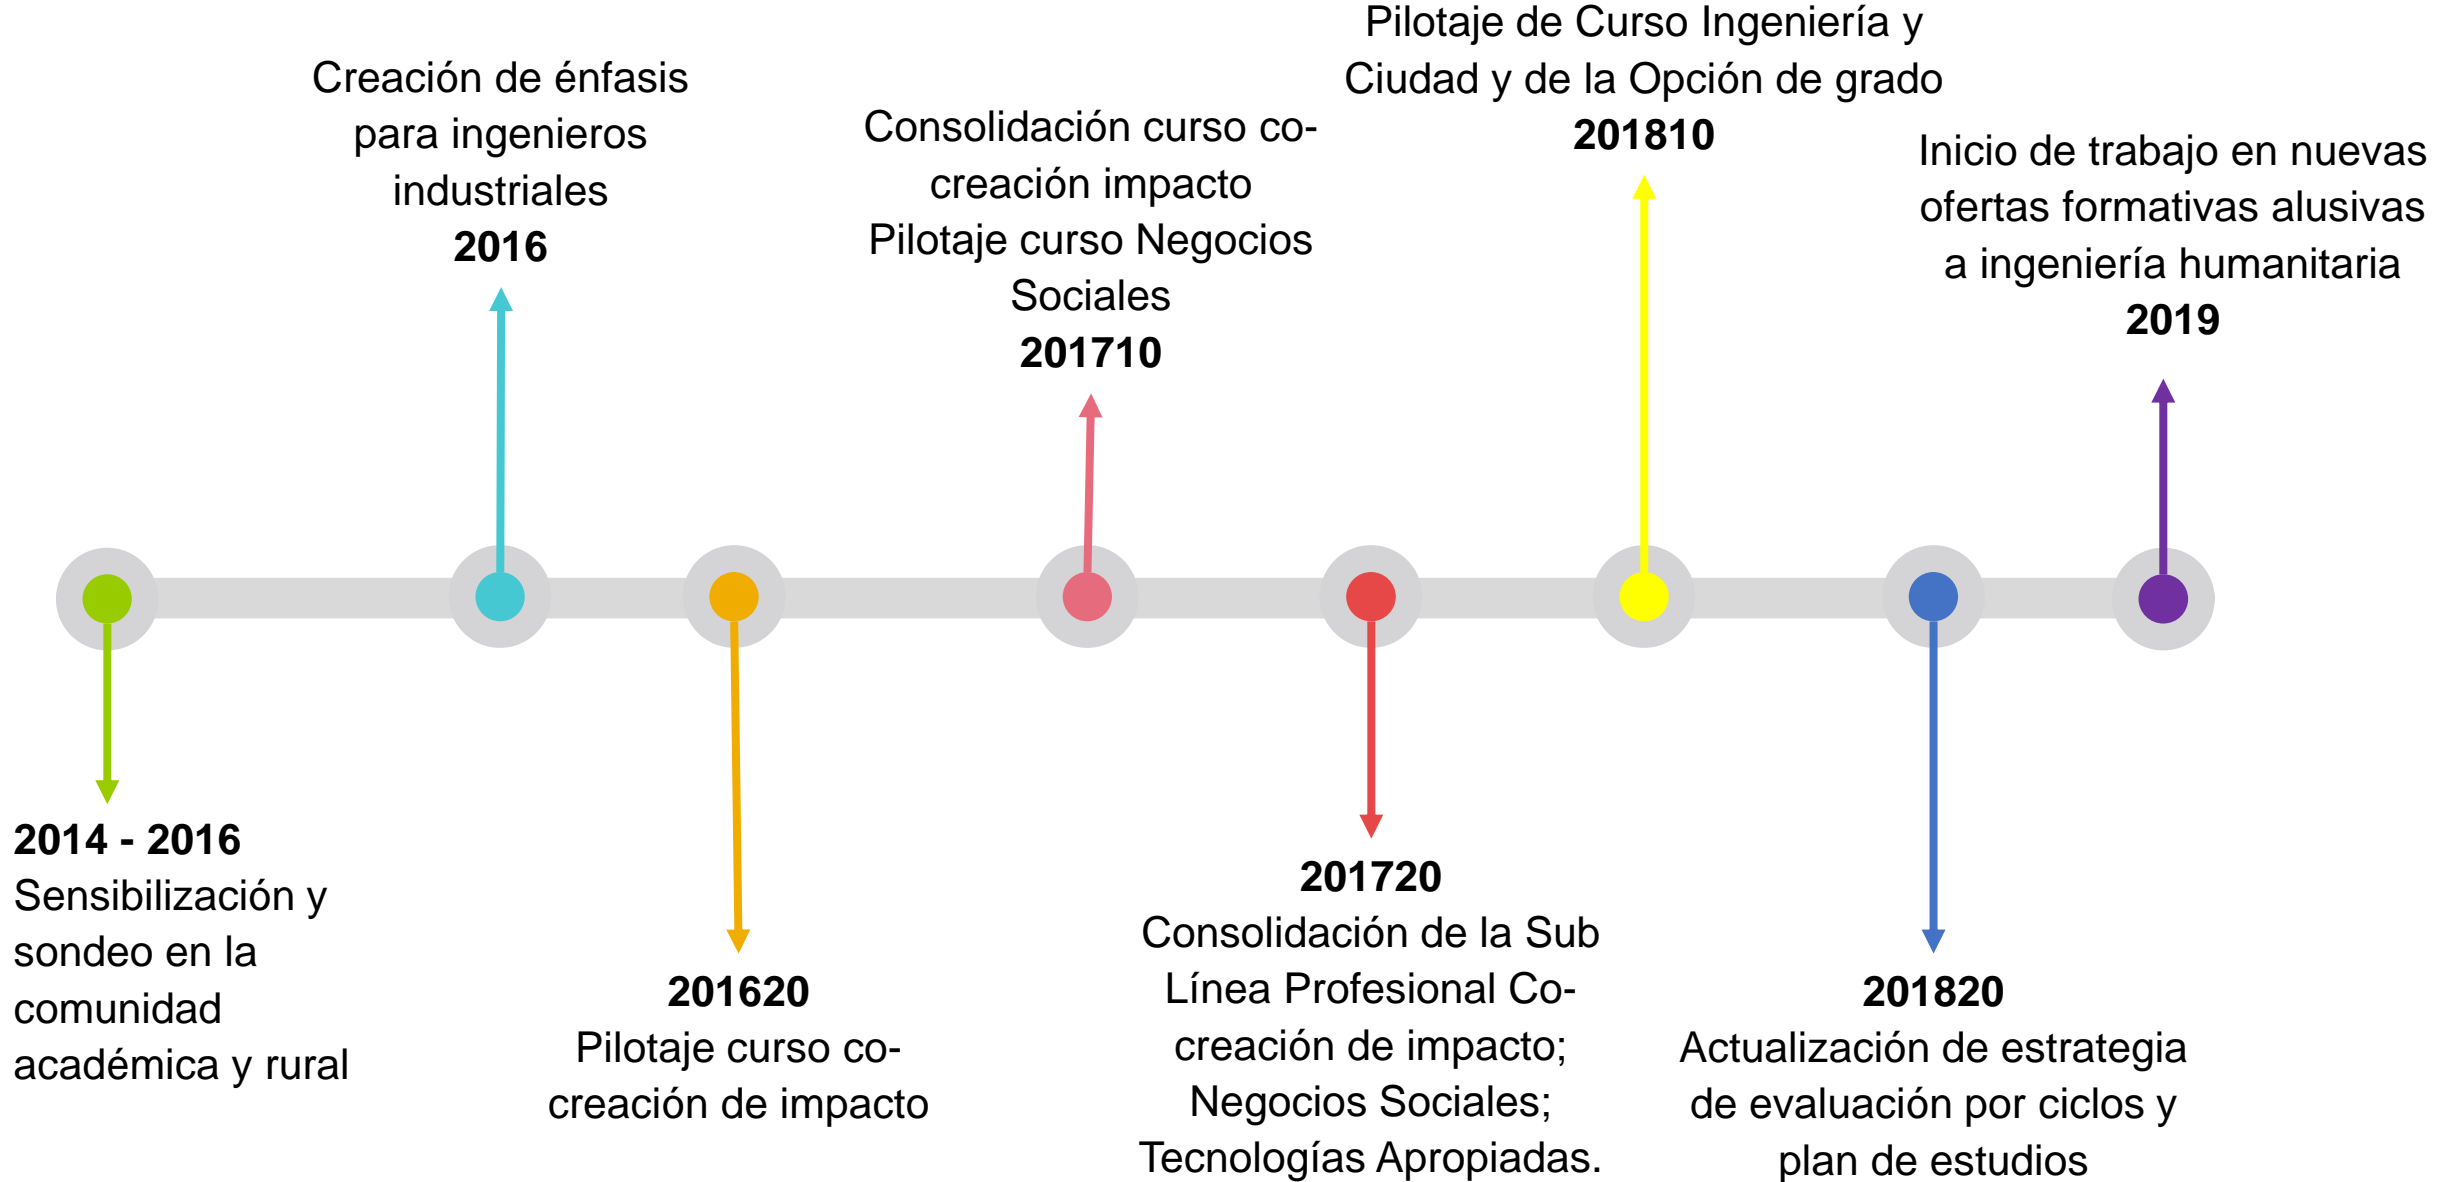 2014 - 2016
Sensibilización y
sondeo en la
comunidad
académica y rural
Creación de énfasis
para ingenieros
industriales
2016
201620
Pilotaje curso co-
creación de impacto
Consolidación curso co-
creación impacto
Pilotaje curso Negocios
Sociales
201710
201720
Consolidación de la Sub
Línea Profesional Co-
creación de impacto;
Negocios Sociales;
Tecnologías Apropiadas.
Pilotaje de Curso Ingeniería y
Ciudad y de la Opción de grado
201810
201820
Actualización de estrategia
de evaluación por ciclos y
plan de estudios
Inicio de trabajo en nuevas
ofertas formativas alusivas
a ingeniería humanitaria
2019